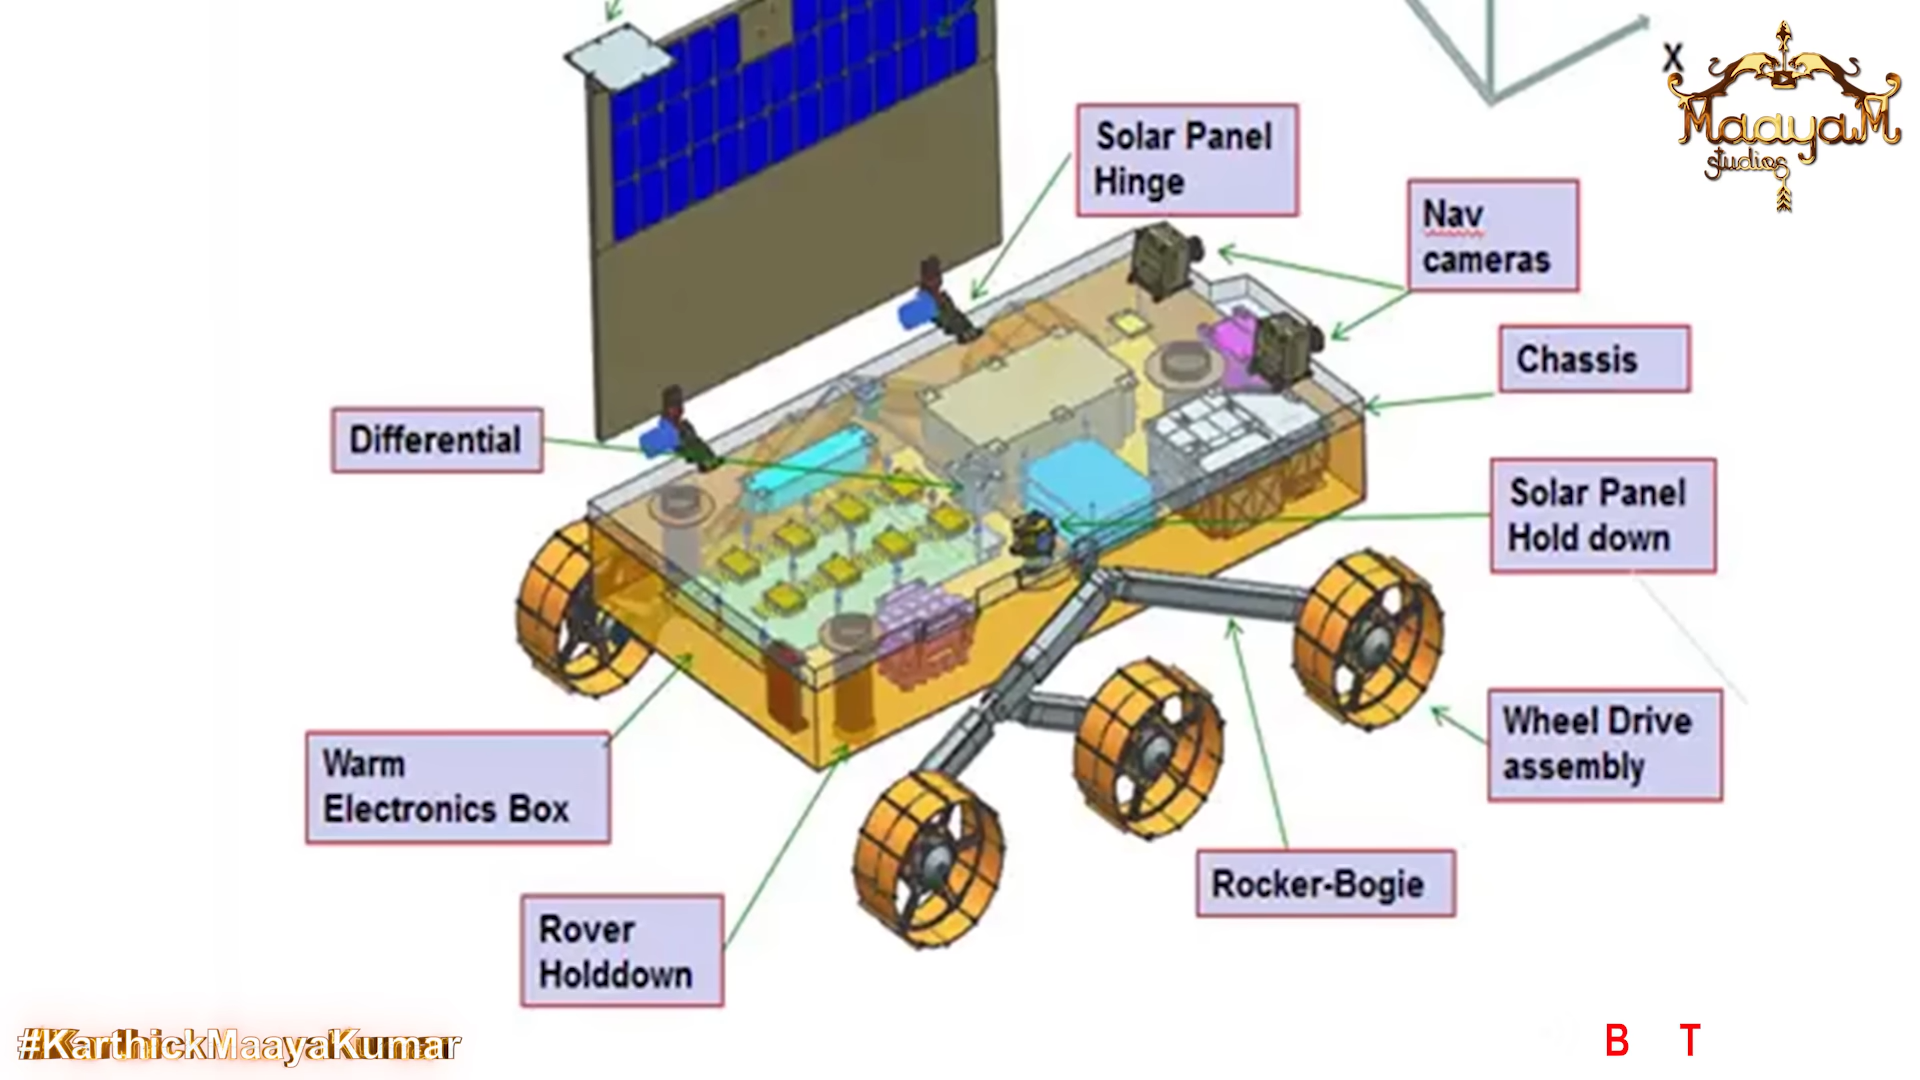 X
MaayaM
studios
Solar Panel
Hinge
Nav
cameras
Chassis
Differential
Solar Panel
Hold down
Wheel Drive
assembly
Warm
Electronics Box
Rocker-Bogie
Rover
Holddown
#KarthickMaayaKumar
B T